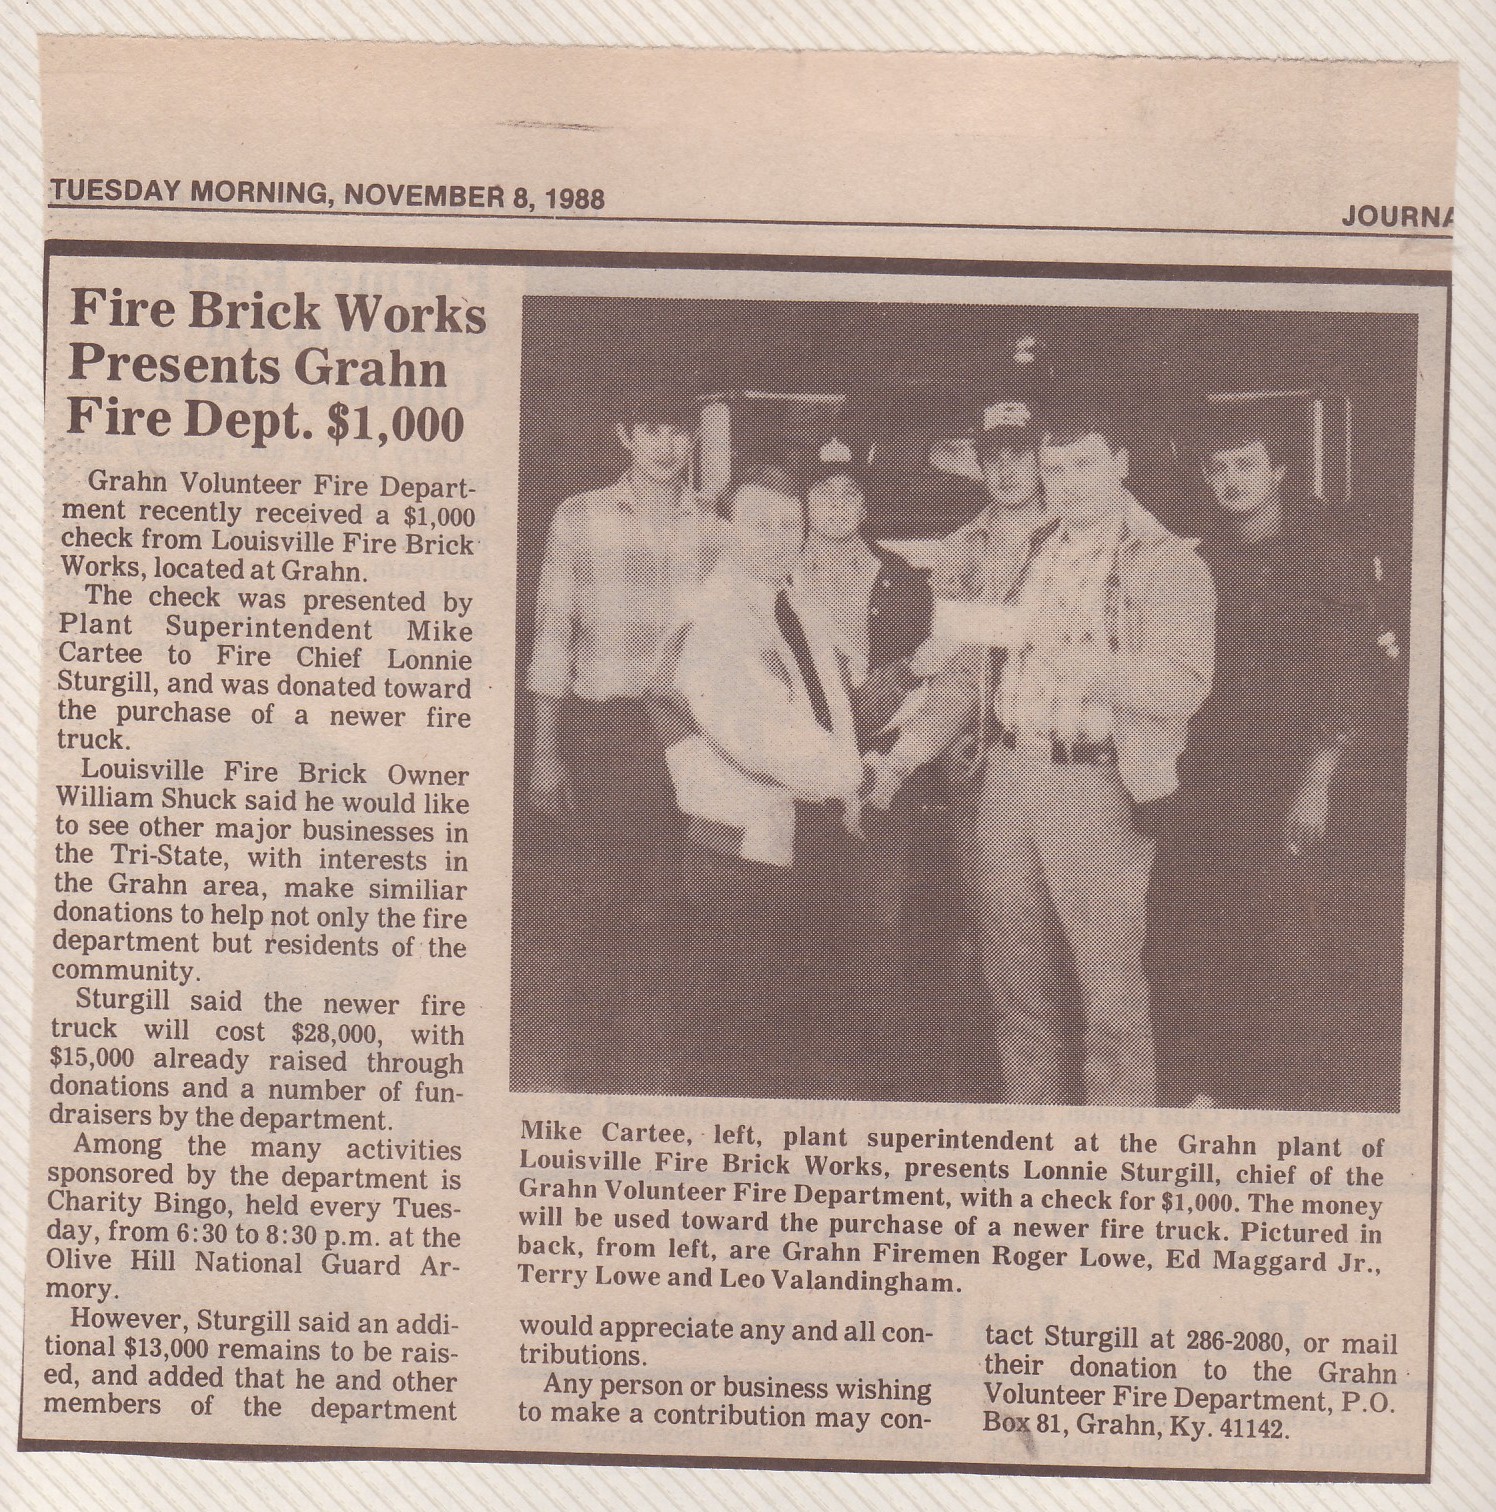 TUESDAY MORNING, NOVEMBER 8, 1988
JOURNA
Fire Brick Works
Presents Grahn
Fire Dept. $1,000
Grahn Volunteer Fire Depart-
ment recently received a $1,000
check from Louisville Fire Brick
Works, located at Grahn.
The check was presented by
Plant Superintendent Mike
Cartee to Fire Chief Lonnie
Sturgill, and was donated toward
the purchase of a newer fire
truck.
Louisville Fire Brick Owner
William Shuck said he would like
to see other major businesses in
the Tri-State, with interests in
the Grahn area, make similiar
donations to help not only the fire
department but residents of the
community.
Sturgill said the newer fire
truck will cost $28,000, with
$15,000 already raised through
donations and a number of fun-
draisers by the department.
Among the many activities
sponsored by the department is
Charity Bingo, held every Tues-
day, from 6:30 to 8:30 p.m. at the
Olive Hill National Guard Ar-
mory.
However, Sturgill said an addi-
tional $13,000 remains to be rais-
ed, and added that he and other
members of the department
Mike Cartee, left, plant superintendent at the Grahn plant of
Louisville Fire Brick Works, presents Lonnie Sturgill, chief of the
Grahn Volunteer Fire Department, with a check for $1,000. The money
will be used toward the purchase of a newer fire truck. Pictured in
back, from left, are Grahn Firemen Roger Lowe, Ed Maggard Jr.,
Terry Lowe and Leo Valandingham.
would appreciate any and all con-
tributions.
Any person or business wishing
to make a contribution may con-
tact Sturgill at 286-2080, or mail
their donation to the Grahn
Volunteer Fire Department, P.O.
Box 81, Grahn, Ky. 41142.